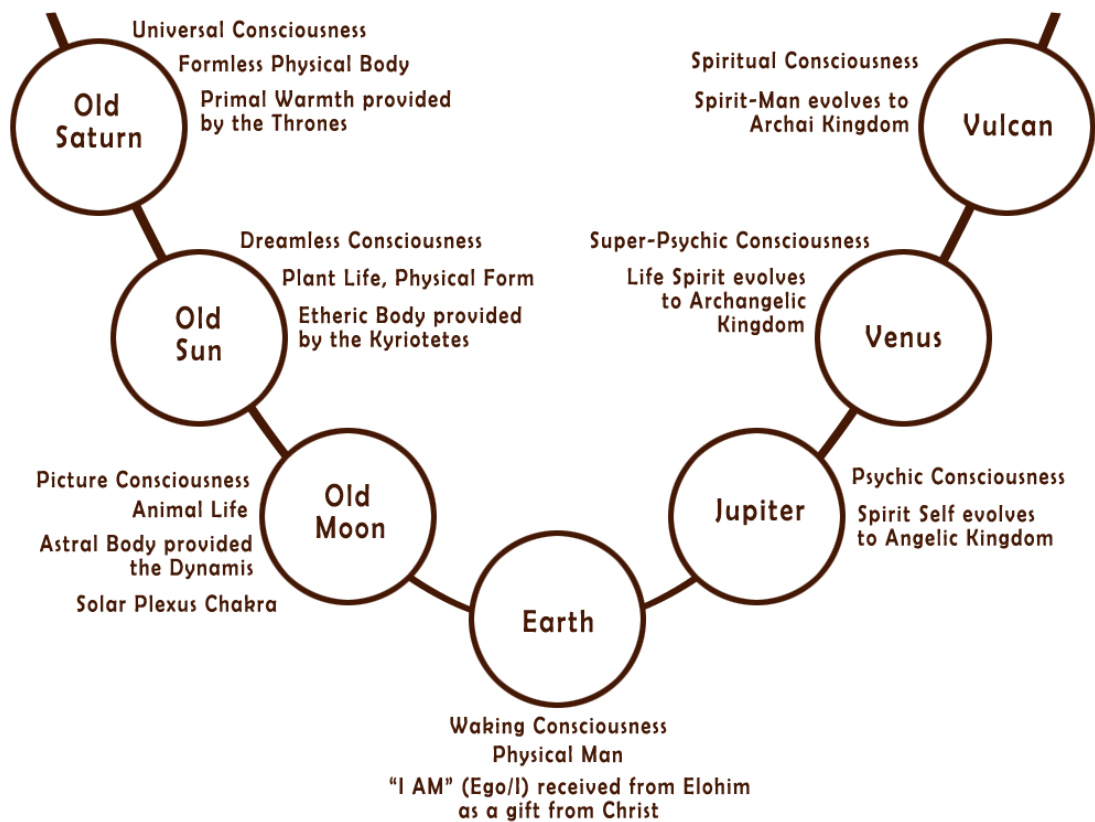 Universal Consciousness
Formless Physical Body
Primal Warmth provided
by the Thrones
Old
Saturn
Spiritual Consciousness
Spirit-Man evolves to
Archai Kingdom
Vulcan
Dreamless Consciousness
Plant Life, Physical Form
Etheric Body provided
by the Kyriotetes
Old
Sun
Super-Psychic Consciousness
Life Spirit evolves
to Archangelic
Kingdom
Venus
Picture Consciousness
Animal Life
Astral Body provided
the Dynamis
Solar Plexus Chakra
Old
Moon
Jupiter
Psychic Consciousness
Spirit Self evolves
to Angelic Kingdom
Earth
Waking Consciousness
Physical Man
“I AM” (Ego/I) received from Elohim
as a gift from Christ